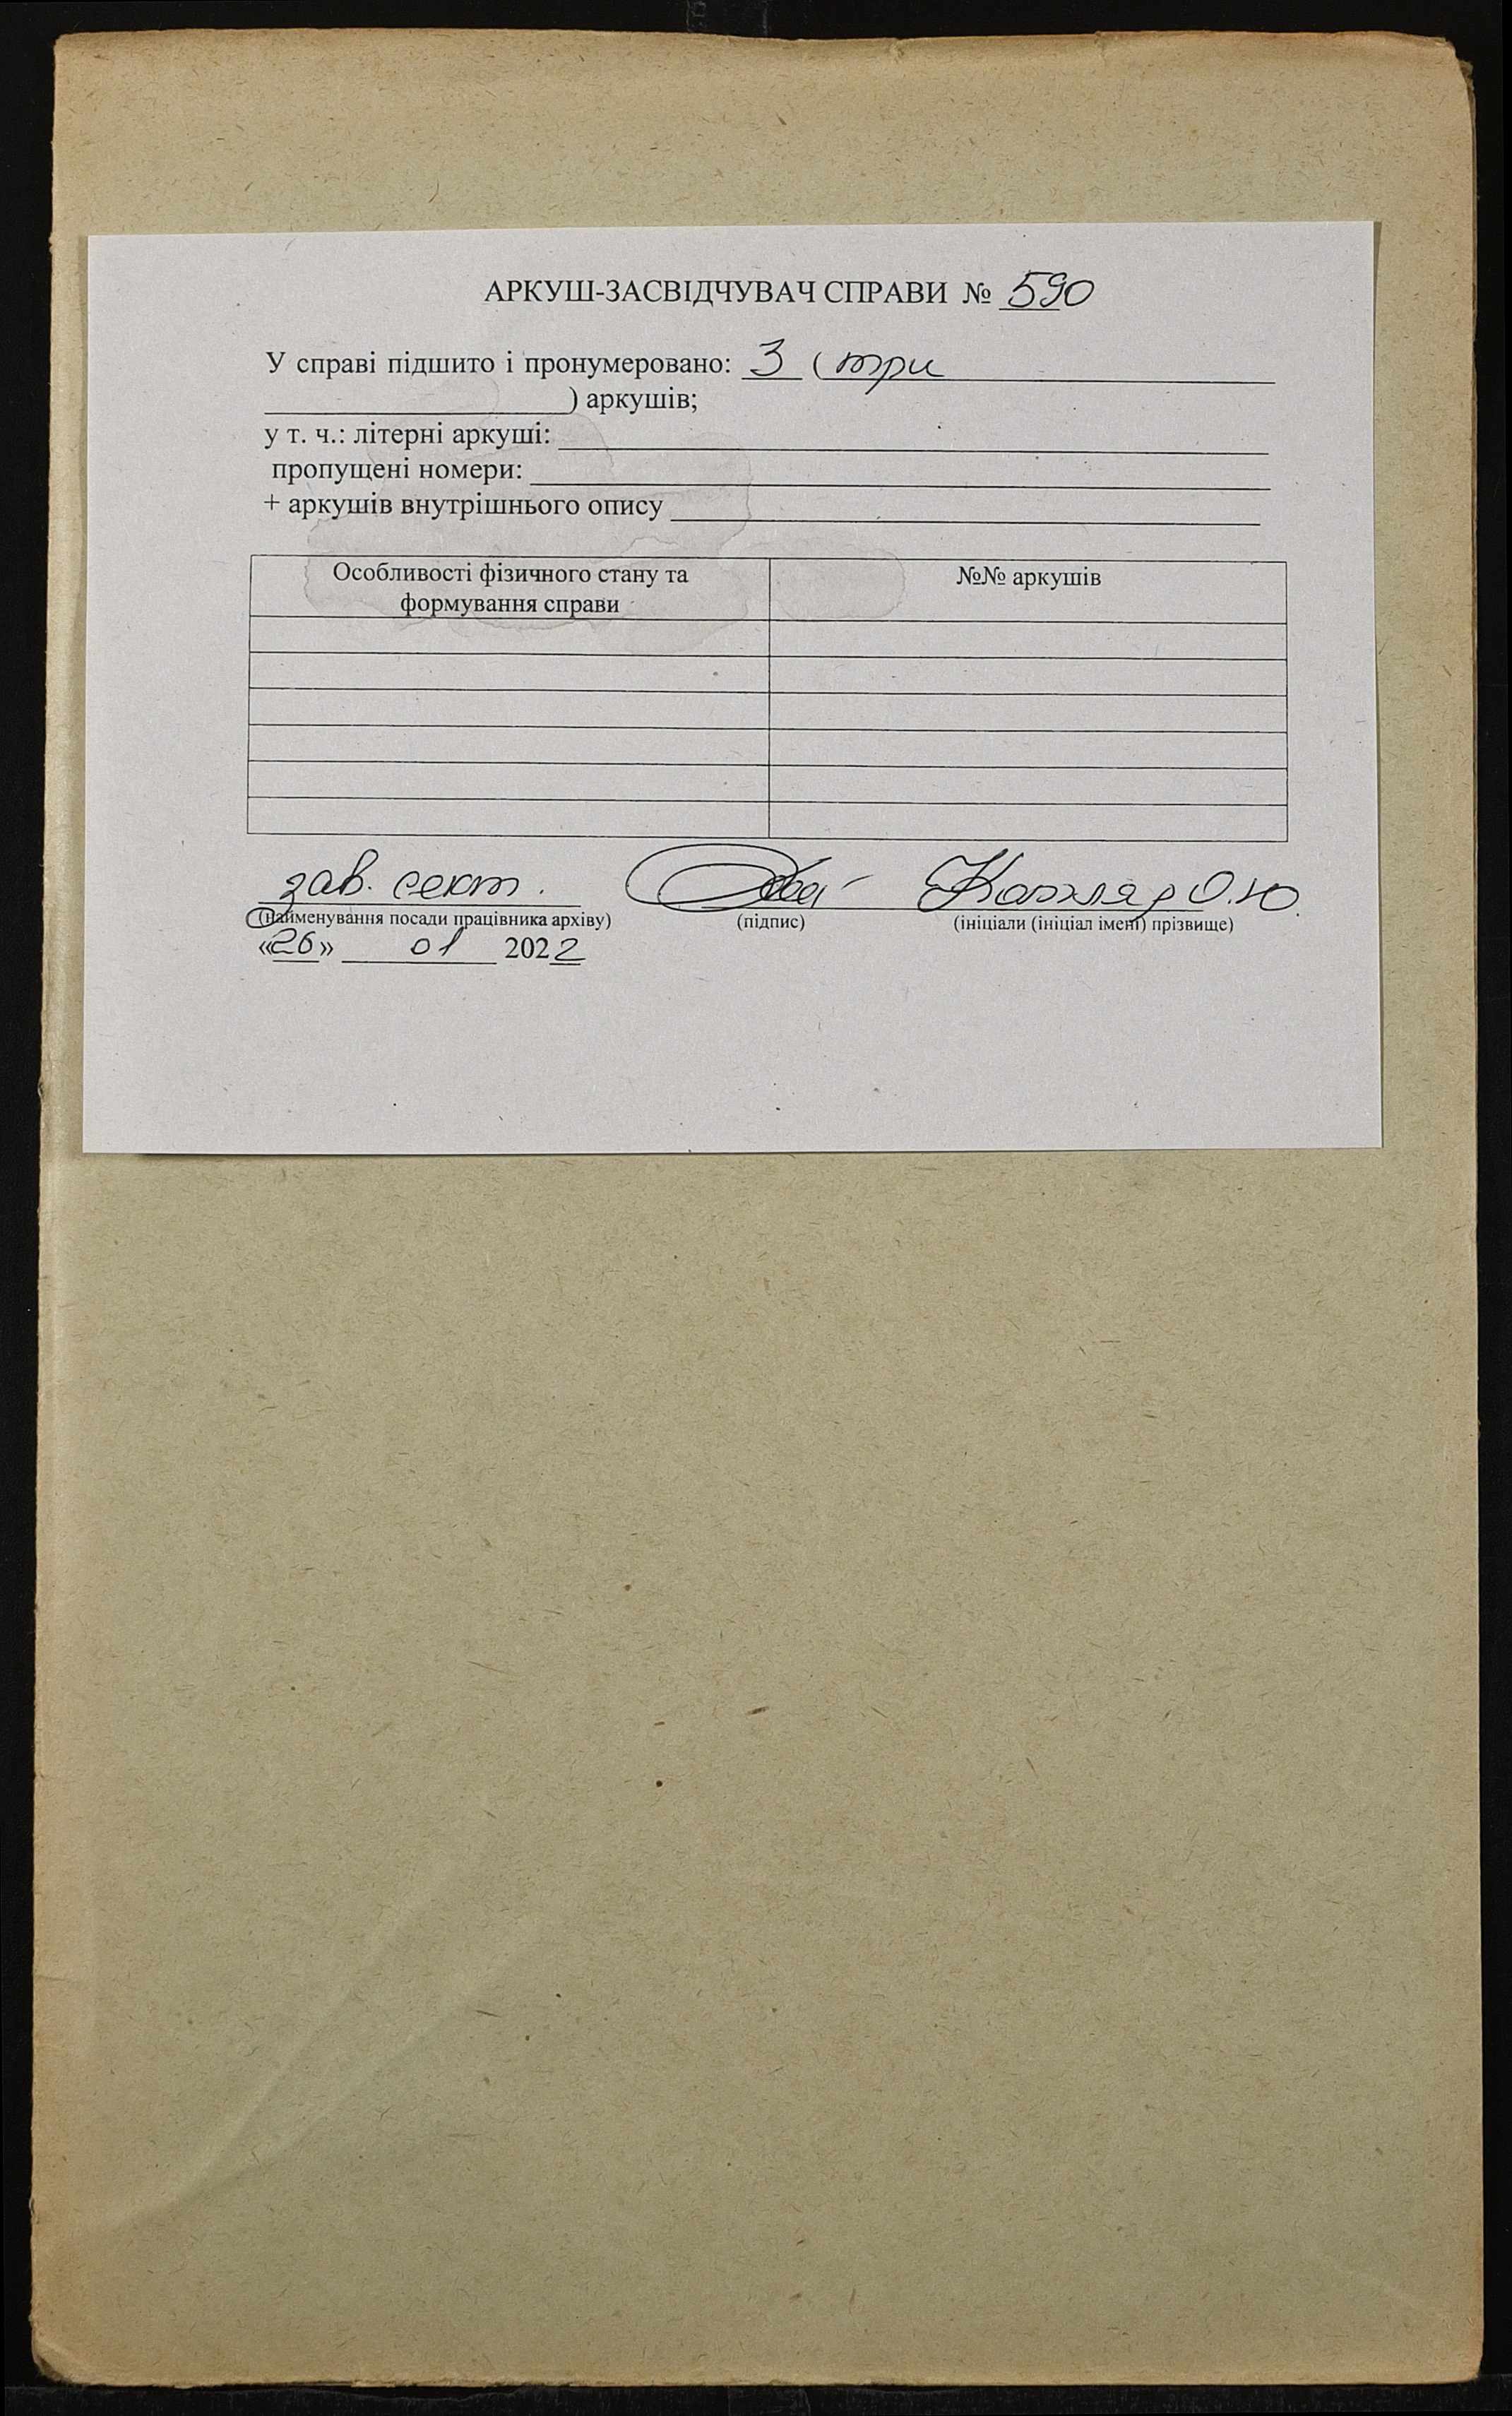 АРКУШ-ЗАСВІДЧУВАЧ СПРАВИ № 590
У справі підшито і пронумеровано: 3 (три
) аркушів;
у т. ч.: літерні аркуші:
пропущені номери:
+ аркушів внутрішнього опису
Особливості фізичного стану та
формування справи
№№ аркушів
зав. сект. О.Ю.
(найменування посади працівника архіву) (підпис) (ініціали (ініціал імені) прізвище)
«26» 01 2022